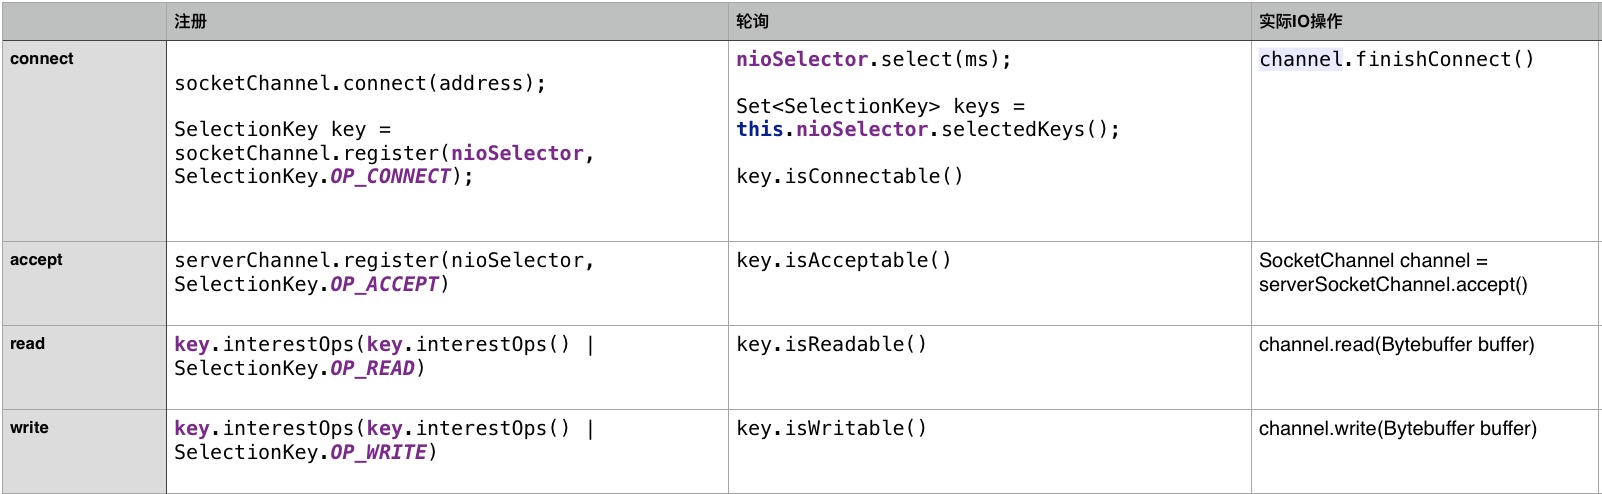 注册
轮询
实际IO操作
connect
socketChannel.connect(address);
SelectionKey key =
socketChannel.register(nioSelector,
SelectionKey.OP_CONNECT);
nioSelector.select(ms);
Set<SelectionKey> keys =
this.nioSelector.selectedKeys();
key.isConnectable()
channel.finishConnect()
accept
serverChannel.register(nioSelector,
SelectionKey.OP_ACCEPT)
key.isAcceptable()
SocketChannel channel =
serverSocketChannel.accept()
read
key.interestOps(key.interestOps() |
SelectionKey.OP_READ)
key.isReadable()
channel.read(Bytebuffer buffer)
write
key.interestOps(key.interestOps() |
SelectionKey.OP_WRITE)
key.isWritable()
channel.write(Bytebuffer buffer)